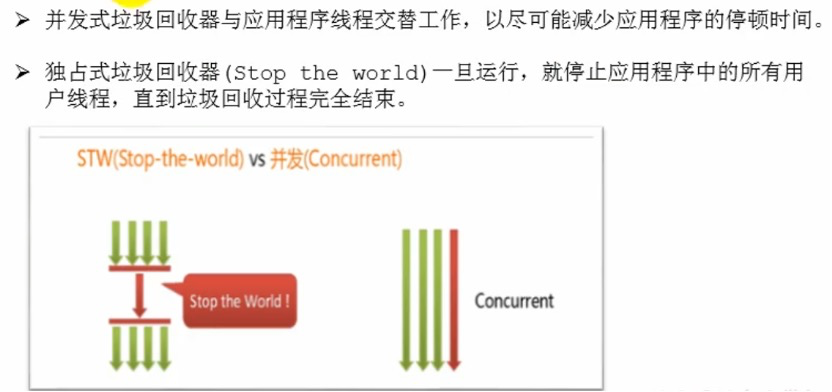 ➤ 并发式垃圾回收器与应用程序线程交替工作，以尽可能减少应用程序的停顿时间。
➤ 独占式垃圾回收器(Stop the world)一旦运行，就停止应用程序中的所有用
户线程，直到垃圾回收过程完全结束。
STW(Stop-the-world) vs 并发(Concurrent)
Stop the World !
Concurrent